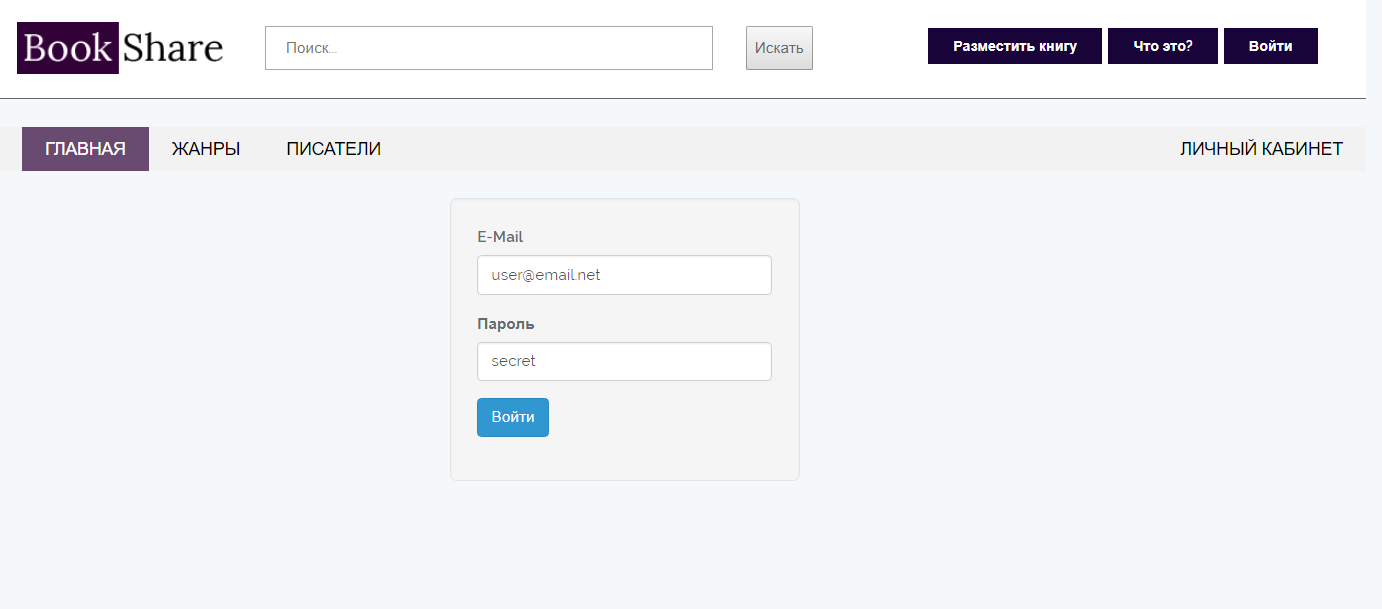 Book Share
Поиск...
Искать
Разместить книгу
Что это?
Войти
ГЛАВНАЯ
ЖАНРЫ
ПИСАТЕЛИ
ЛИЧНЫЙ КАБИНЕТ
E-Mail
user@email.net
Пароль
secret
Войти